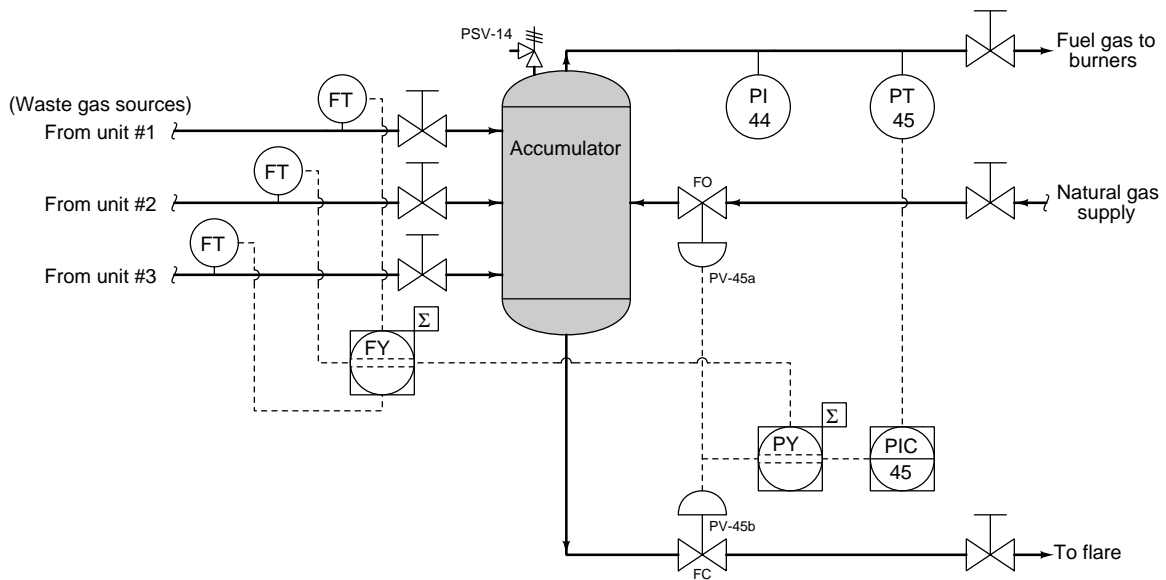 PSV-14
Fuel gas to
burners
(Waste gas sources)
From unit #1
FT
PI
44
PT
45
Accumulator
From unit #2
FT
FO
Natural gas
supply
From unit #3
FT
PV-45a
Σ
FY
Σ
PY
PIC
45
PV-45b
FC
To flare